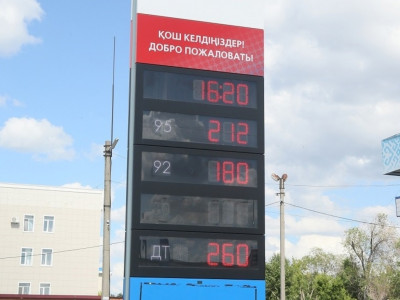 ҚОШ КЕЛДІҢІЗДЕР!
ДОБРО ПОЖАЛОВАТЬ!
16:20
95 212
92 180
ДТ 260